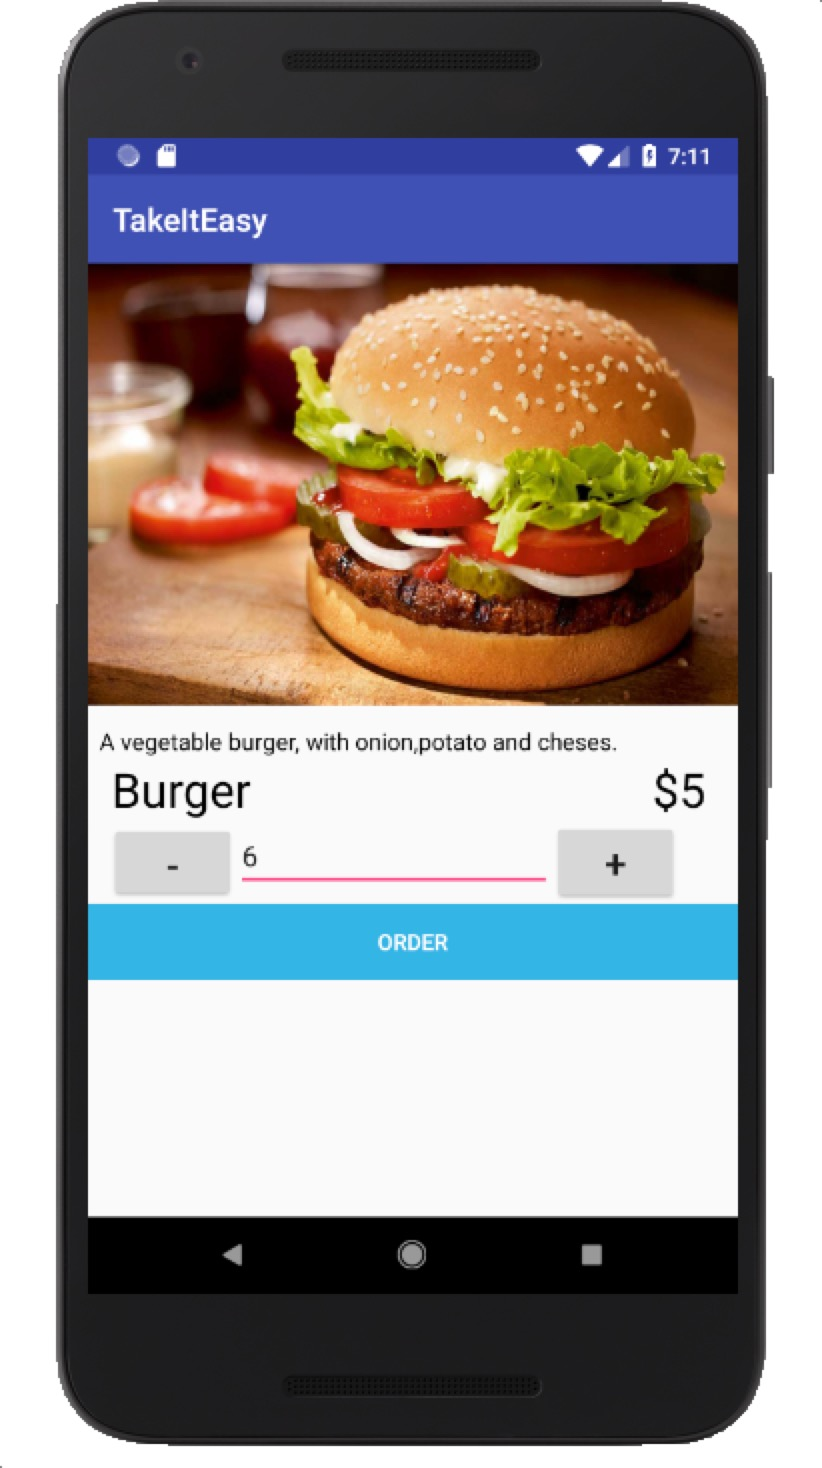 7:11
TakeItEasy
A vegetable burger, with onion,potato and cheses.
Burger $5
- 6 +
ORDER